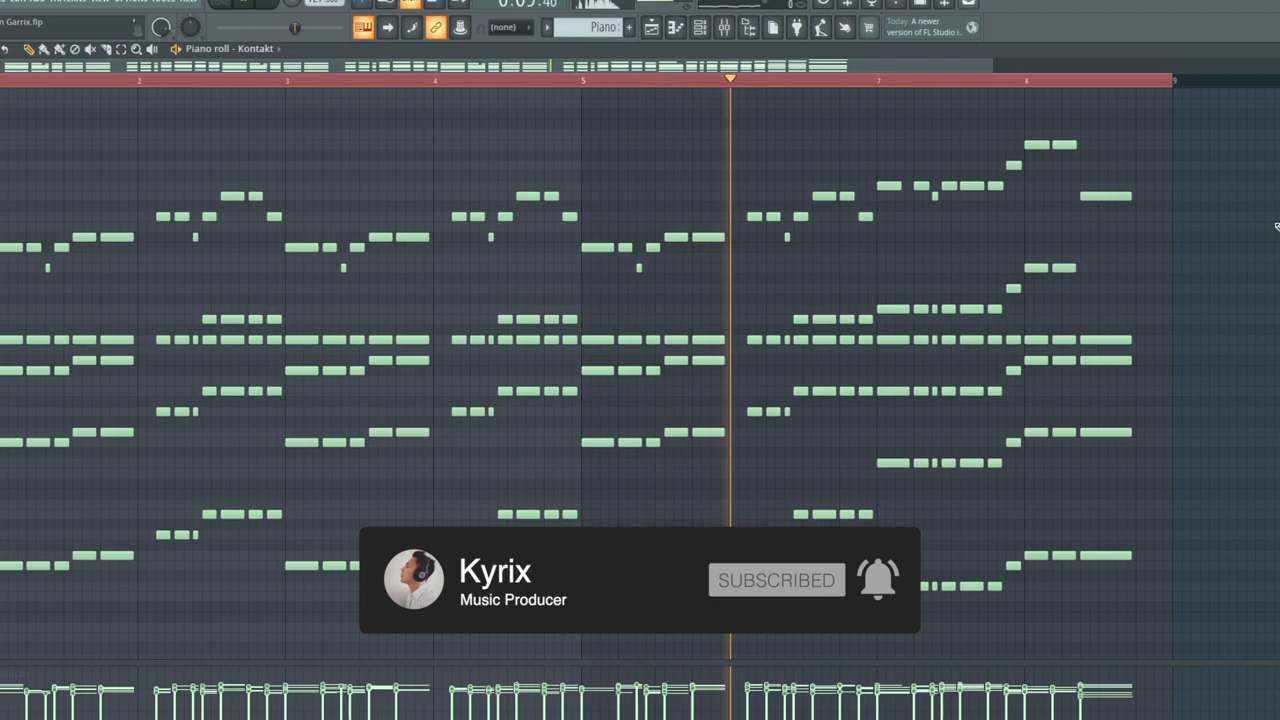 n Garrix.flp
(none)
Piano
Today A newer
version of FL Studio i...
Piano roll - Kontakt
2
3
4
5
7
8
9
Kyrix
Music Producer
SUBSCRIBED